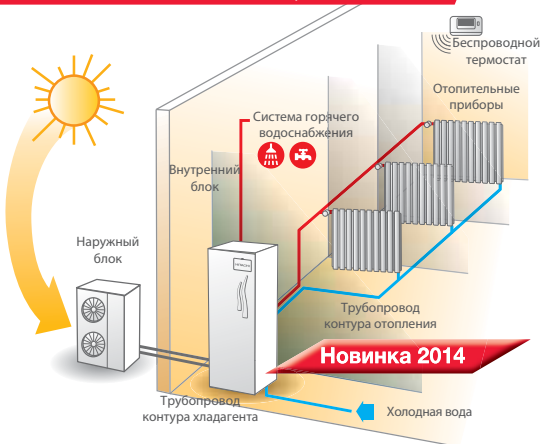 Беспроводной
термостат
Отопительные
приборы
Система горячего
водоснабжения
Внутренний
блок
Наружный
блок
HITACHI
Трубопровод
контура отопления
Новинка 2014
Трубопровод
контура хладагента
Холодная вода